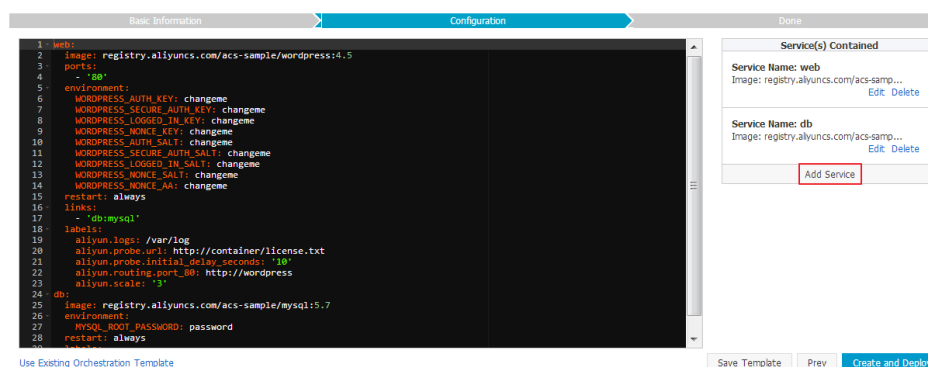 Basic Information
Configuration
Done
1 web:
2 image: registry.aliyuncs.com/acs-sample/wordpress:4.5
3 ports:
4 - '80'
5 environment:
6 WORDPRESS_AUTH_KEY: changeme
7 WORDPRESS_SECURE_AUTH_KEY: changeme
8 WORDPRESS_LOGGED_IN_KEY: changeme
9 WORDPRESS_NONCE_KEY: changeme
10 WORDPRESS_AUTH_SALT: changeme
11 WORDPRESS_SECURE_AUTH_SALT: changeme
12 WORDPRESS_LOGGED_IN_SALT: changeme
13 WORDPRESS_NONCE_SALT: changeme
14 WORDPRESS_NONCE_AA: changeme
15 restart: always
16 links:
17 - 'db:mysql'
18 labels:
19 aliyun.logs: /var/log
20 aliyun.probe.url: http://container/license.txt
21 aliyun.probe.initial_delay_seconds: '10'
22 aliyun.routing.port_80: http://wordpress
23 aliyun.scale: '3'
24 db:
25 image: registry.aliyuncs.com/acs-sample/mysql:5.7
26 environment:
27 MYSQL_ROOT_PASSWORD: password
28 restart: always
Service(s) Contained
Service Name: web
Image: registry.aliyuncs.com/acs-samp...
Edit Delete
Service Name: db
Image: registry.aliyuncs.com/acs-samp...
Edit Delete
Add Service
Use Existing Orchestration Template
Save Template
Prev
Create and Deploy